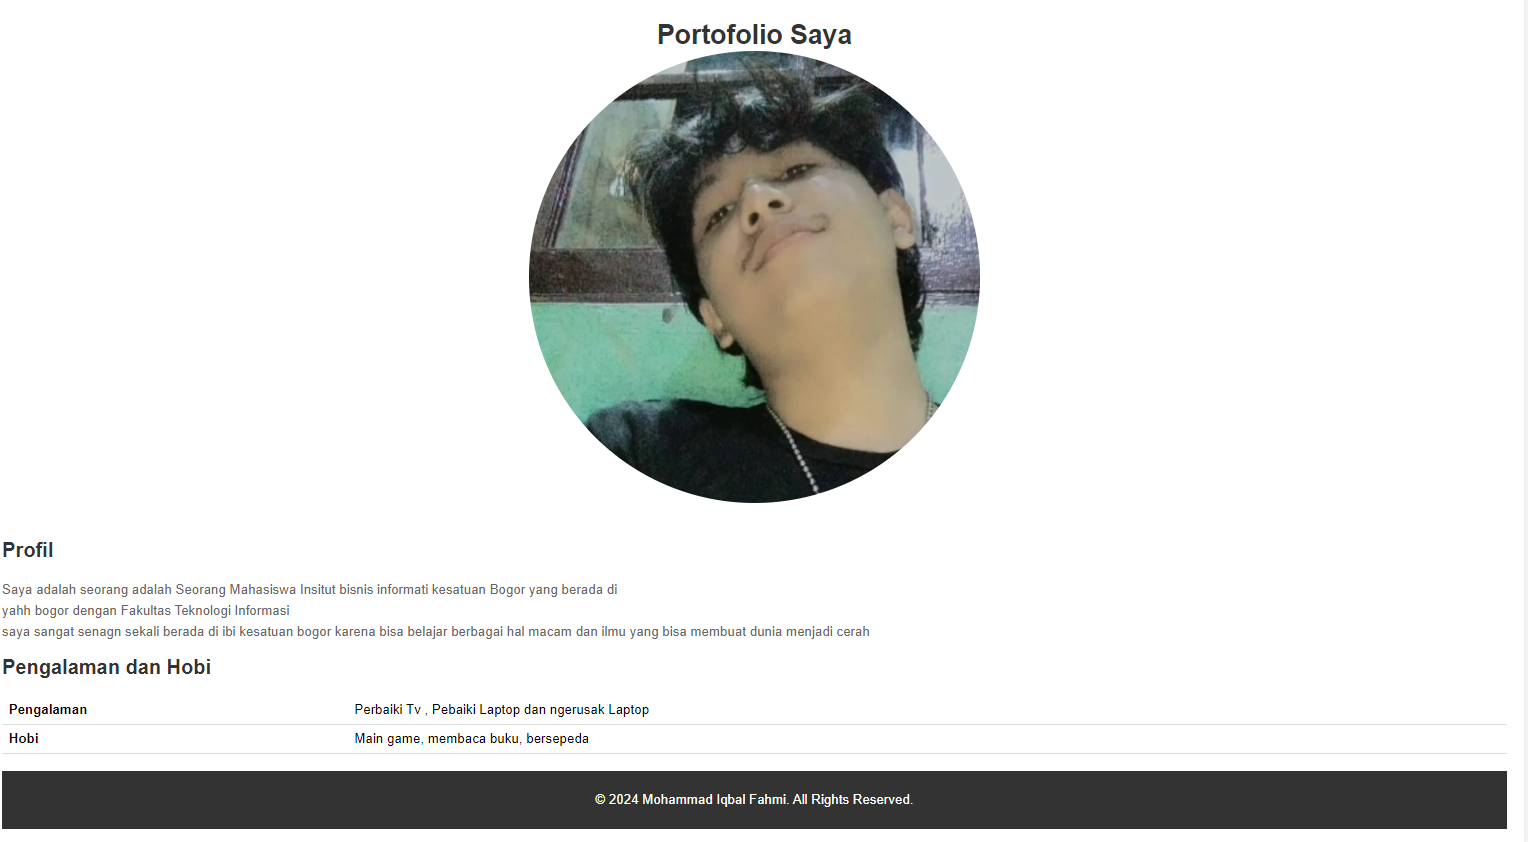 Portofolio Saya
Profil
Saya adalah seorang adalah Seorang Mahasiswa Insitut bisnis informati kesatuan Bogor yang berada di
yahh bogor dengan Fakultas Teknologi Informasi
saya sangat senagn sekali berada di ibi kesatuan bogor karena bisa belajar berbagai hal macam dan ilmu yang bisa membuat dunia menjadi cerah
Pengalaman dan Hobi
Pengalaman Perbaiki Tv , Pebaiki Laptop dan ngerusak Laptop
Hobi Main game, membaca buku, bersepeda
© 2024 Mohammad Iqbal Fahmi. All Rights Reserved.